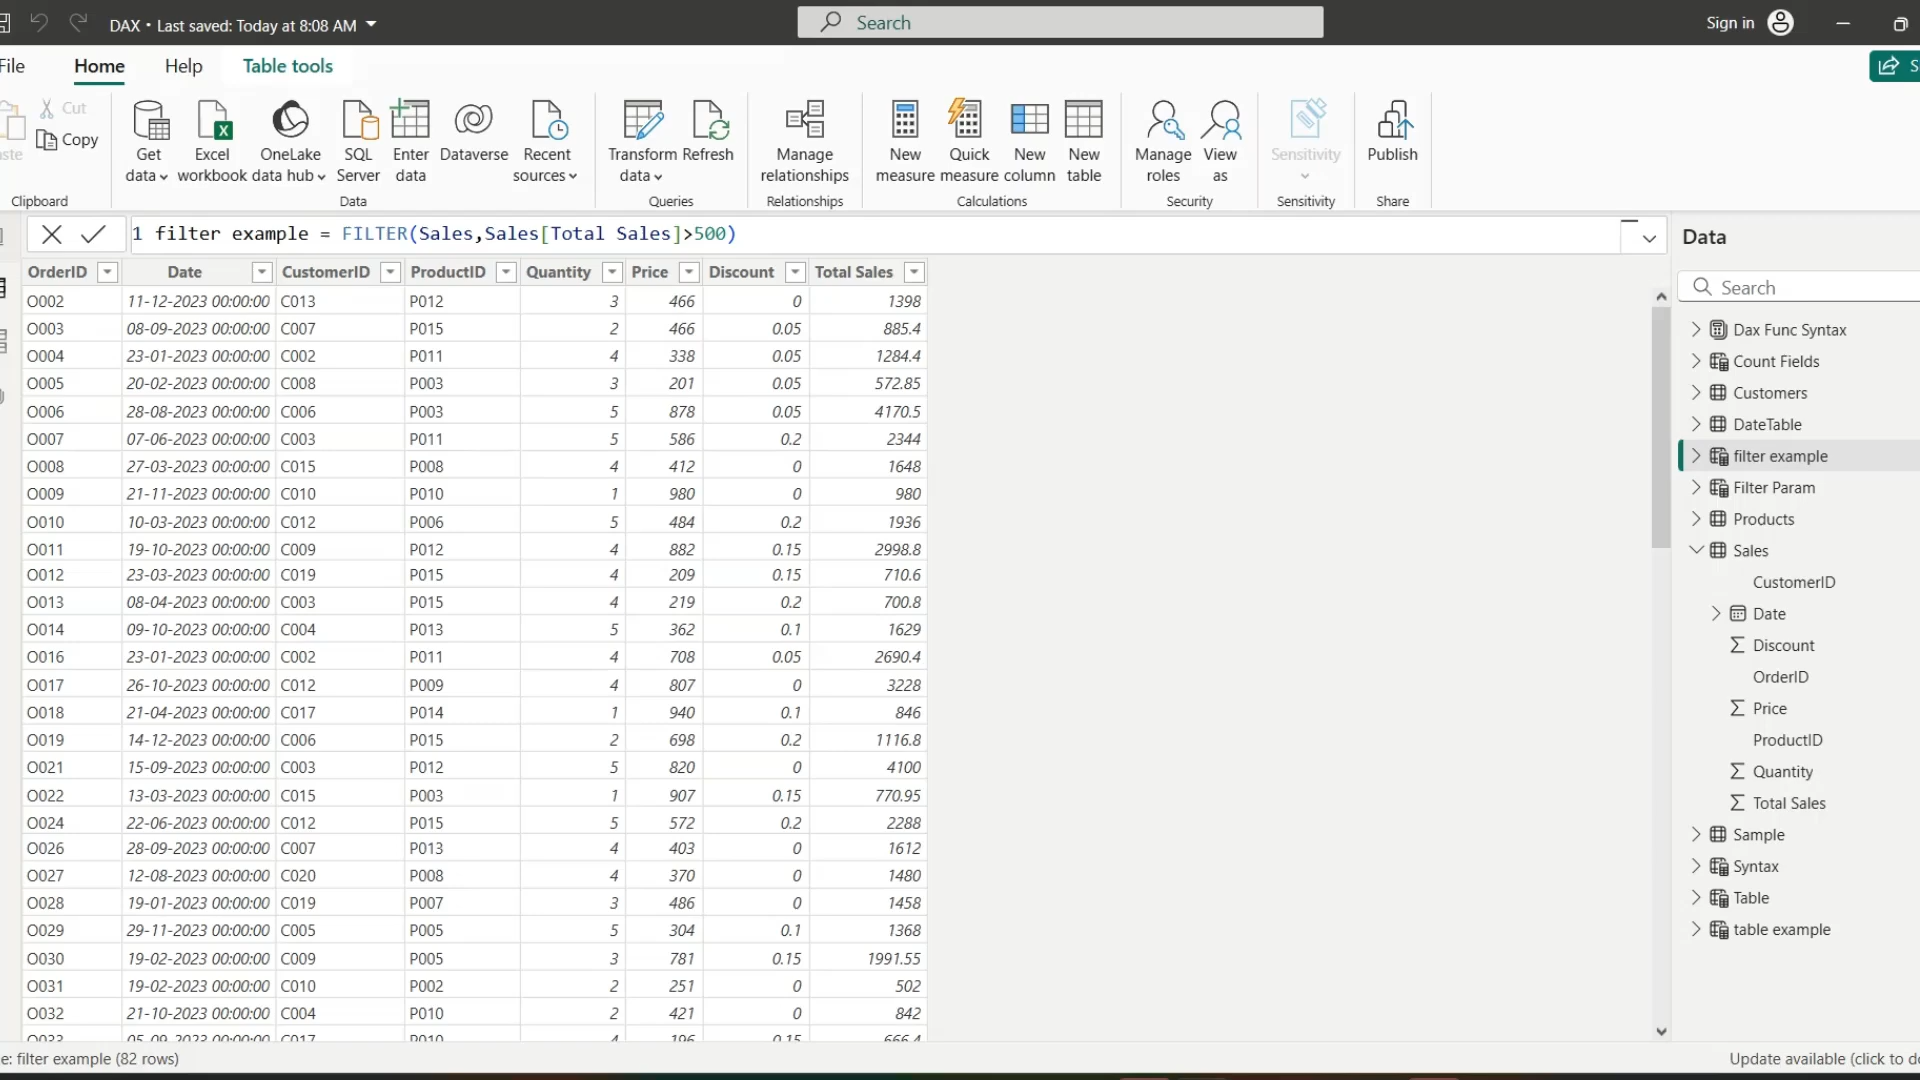 DAX • Last saved: Today at 8:08 AM
Search
Sign in
File Home Help Table tools
Cut
Copy
Clipboard
Get data
Excel workbook
OneLake data hub
SQL Server
Enter data
Dataverse
Recent sources
Data
Transform data
Refresh
Queries
Manage relationships
Relationships
New measure
Quick measure
New column
New table
Calculations
Manage roles
View as
Security
Sensitivity
Sensitivity
Publish
Share
1 filter example = FILTER(Sales,Sales[Total Sales]>500)
OrderID Date CustomerID ProductID Quantity Price Discount Total Sales
O002 11-12-2023 00:00:00 C013 P012 3 466 0 1398
O003 08-09-2023 00:00:00 C007 P015 2 466 0.05 885.4
O004 23-01-2023 00:00:00 C002 P011 4 338 0.05 1284.4
O005 20-02-2023 00:00:00 C008 P003 3 201 0.05 572.85
O006 28-08-2023 00:00:00 C006 P003 5 878 0.05 4170.5
O007 07-06-2023 00:00:00 C003 P011 5 586 0.2 2344
O008 27-03-2023 00:00:00 C015 P008 4 412 0 1648
O009 21-11-2023 00:00:00 C010 P010 1 980 0 980
O010 10-03-2023 00:00:00 C012 P006 5 484 0.2 1936
O011 19-10-2023 00:00:00 C009 P012 4 882 0.15 2998.8
O012 23-03-2023 00:00:00 C019 P015 4 209 0.15 710.6
O013 08-04-2023 00:00:00 C003 P015 4 219 0.2 700.8
O014 09-10-2023 00:00:00 C004 P013 5 362 0.1 1629
O016 23-01-2023 00:00:00 C002 P011 4 708 0.05 2690.4
O017 26-10-2023 00:00:00 C012 P009 4 807 0 3228
O018 21-04-2023 00:00:00 C017 P014 1 940 0.1 846
O019 14-12-2023 00:00:00 C006 P015 2 698 0.2 1116.8
O021 15-09-2023 00:00:00 C003 P012 5 820 0 4100
O022 13-03-2023 00:00:00 C015 P003 1 907 0.15 770.95
O024 22-06-2023 00:00:00 C012 P015 5 572 0.2 2288
O026 28-09-2023 00:00:00 C007 P013 4 403 0 1612
O027 12-08-2023 00:00:00 C020 P008 4 370 0 1480
O028 19-01-2023 00:00:00 C019 P007 3 486 0 1458
O029 29-11-2023 00:00:00 C005 P005 5 304 0.1 1368
O030 19-02-2023 00:00:00 C009 P005 3 781 0.15 1991.55
O031 19-02-2023 00:00:00 C010 P002 2 251 0 502
O032 21-10-2023 00:00:00 C004 P010 2 421 0 842
O033 05-09-2023 00:00:00 C017 P010 4 196 0.15 666.4
e: filter example (82 rows)
Data
Search
Dax Func Syntax
Count Fields
Customers
DateTable
filter example
Filter Param
Products
Sales
CustomerID
Date
Discount
OrderID
Price
ProductID
Quantity
Total Sales
Sample
Syntax
Table
table example
Update available (click to do